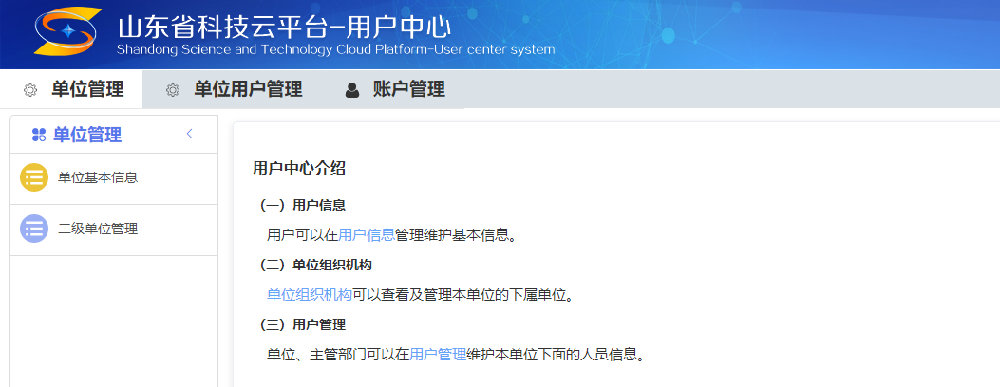 山东省科技云平台-用户中心
Shandong Science and Technology Cloud Platform-User center system
单位管理 单位用户管理 账户管理
单位管理
单位基本信息
二级单位管理
用户中心介绍
（一）用户信息
用户可以在用户信息管理维护基本信息。
（二）单位组织机构
单位组织机构可以查看及管理本单位的下属单位。
（三）用户管理
单位、主管部门可以在用户管理维护本单位下面的人员信息。